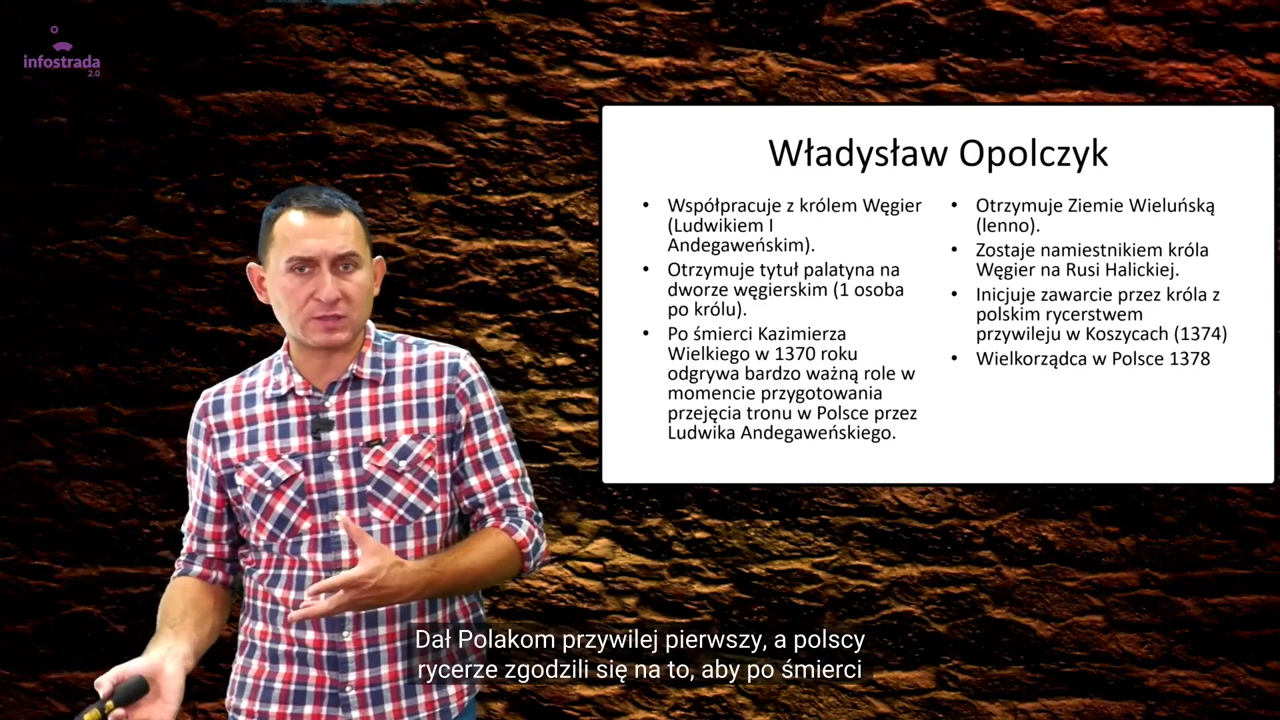 infostrada
2.0
Władysław Opolczyk
• Współpracuje z królem Węgier
(Ludwikiem I
Andegaweńskim).
• Otrzymuje tytuł palatyna na
dworze węgierskim (1 osoba
po królu).
• Po śmierci Kazimierza
Wielkiego w 1370 roku
odgrywa bardzo ważną role w
momencie przygotowania
przejęcia tronu w Polsce przez
Ludwika Andegaweńskiego.
• Otrzymuje Ziemie Wieluńską
(lenno).
• Zostaje namiestnikiem króla
Węgier na Rusi Halickiej.
• Inicjuje zawarcie przez króla z
polskim rycerstwem
przywileju w Koszycach (1374)
• Wielkorządca w Polsce 1378
Dał Polakom przywilej pierwszy, a polscy
rycerze zgodzili się na to, aby po śmierci